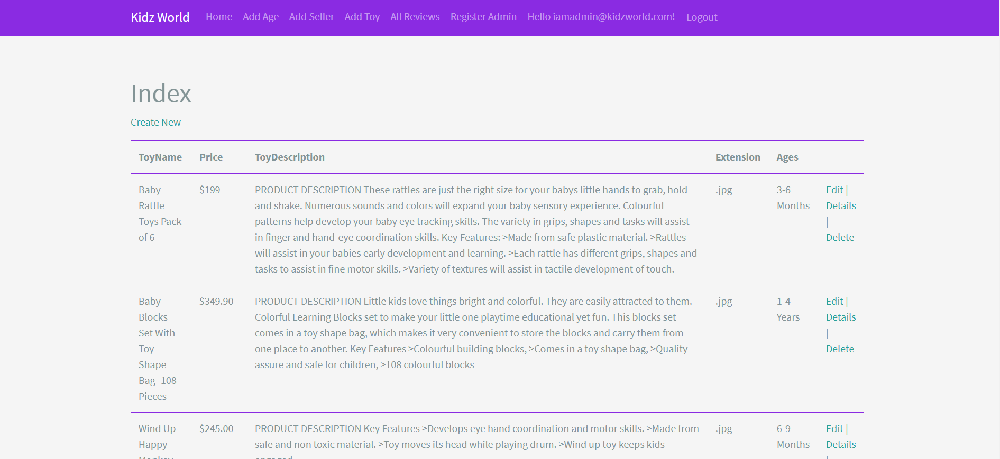 Kidz World Home Add Age Add Seller Add Toy All Reviews Register Admin Hello iamadmin@kidzworld.com! Logout
Index
Create New
ToyName Price ToyDescription Extension Ages
Baby
Rattle
Toys Pack
of 6
$199
PRODUCT DESCRIPTION These rattles are just the right size for your babys little hands to grab, hold
and shake. Numerous sounds and colors will expand your baby sensory experience. Colourful
patterns help develop your baby eye tracking skills. The variety in grips, shapes and tasks will assist
in finger and hand-eye coordination skills. Key Features: >Made from safe plastic material. >Rattles
will assist in your babies early development and learning. >Each rattle has different grips, shapes and
tasks to assist in fine motor skills. >Variety of textures will assist in tactile development of touch.
.jpg
3-6
Months
Edit |
Details
|
Delete
Baby
Blocks
Set With
Toy
Shape
Bag- 108
Pieces
$349.90
PRODUCT DESCRIPTION Little kids love things bright and colorful. They are easily attracted to them.
Colorful Learning Blocks set to make your little one playtime educational yet fun. This blocks set
comes in a toy shape bag, which makes it very convenient to store the blocks and carry them from
one place to another. Key Features >Colourful building blocks, >Comes in a toy shape bag, >Quality
assure and safe for children, >108 colourful blocks
.jpg
1-4
Years
Edit |
Details
|
Delete
Wind Up
Happy
Monkey
$245.00
PRODUCT DESCRIPTION Key Features >Develops eye hand coordination and motor skills. >Made from
safe and non toxic material. >Toy moves its head while playing drum. >Wind up toy keeps kids
engaged
.jpg
6-9
Months
Edit |
Details
|